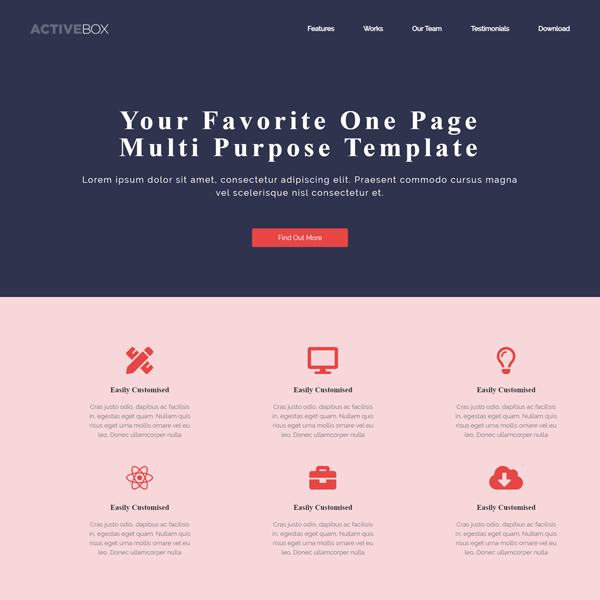 ACTIVEBOX
Features Works Our Team Testimonials Download
Your Favorite One Page
Multi Purpose Template
Lorem ipsum dolor sit amet, consectetur adipiscing elit. Praesent commodo cursus magna
vel scelerisque nisl consectetur et.
Find Out More
Easily Customised
Cras justo odio, dapibus ac facilisis
in, egestas eget quam. Nullam quis
risus eget urna mollis ornare vel eu
leo. Donec ullamcorper nulla
Easily Customised
Cras justo odio, dapibus ac facilisis
in, egestas eget quam. Nullam quis
risus eget urna mollis ornare vel eu
leo. Donec ullamcorper nulla
Easily Customised
Cras justo odio, dapibus ac facilisis
in, egestas eget quam. Nullam quis
risus eget urna mollis ornare vel eu
leo. Donec ullamcorper nulla
Easily Customised
Cras justo odio, dapibus ac facilisis
in, egestas eget quam. Nullam quis
risus eget urna mollis ornare vel eu
leo. Donec ullamcorper nulla
Easily Customised
Cras justo odio, dapibus ac facilisis
in, egestas eget quam. Nullam quis
risus eget urna mollis ornare vel eu
leo. Donec ullamcorper nulla
Easily Customised
Cras justo odio, dapibus ac facilisis
in, egestas eget quam. Nullam quis
risus eget urna mollis ornare vel eu
leo. Donec ullamcorper nulla